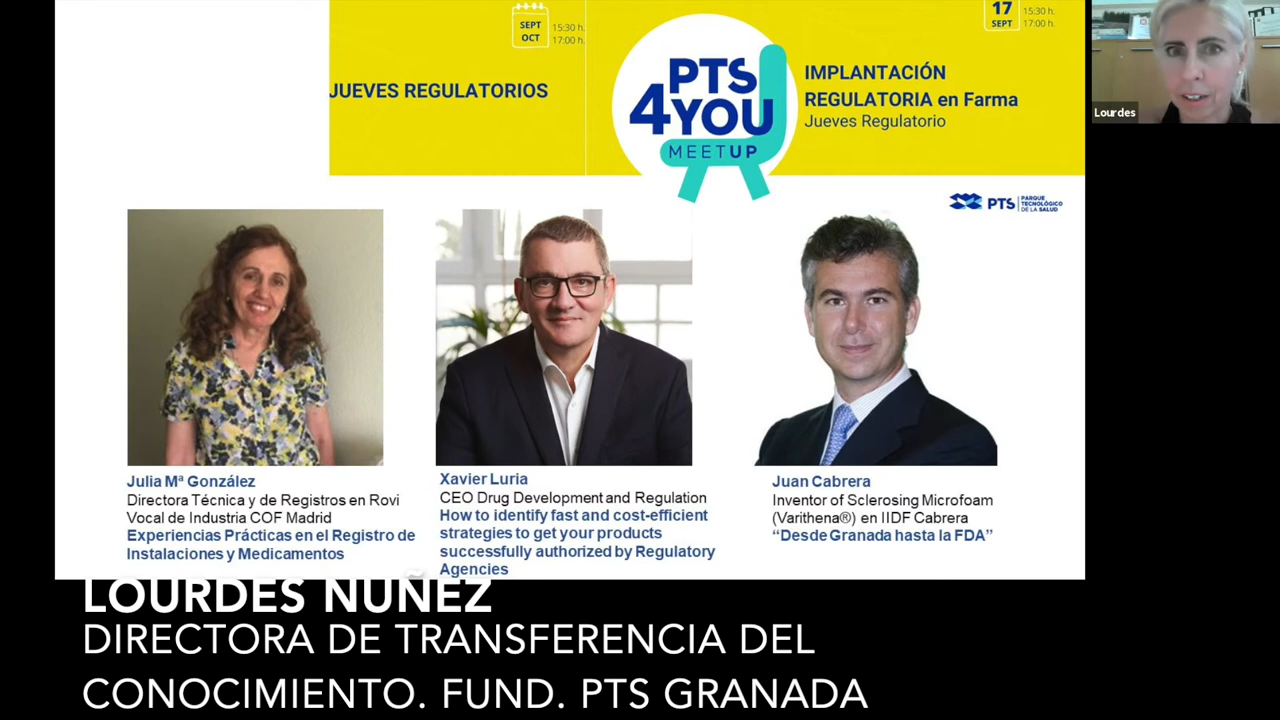 SEPT
OCT
15:30 h.
17:00 h.
JUEVES REGULATORIOS
PTS
4YOU
MEETUP
17
SEPT
15:30 h.
17:00 h.
IMPLANTACIÓN
REGULATORIA en Farma
Jueves Regulatorio
Lourdes
PTS
PARQUE
TECNOLÓGICO
DE LA SALUD
Julia Mª González
Directora Técnica y de Registros en Rovi
Vocal de Industria COF Madrid
Experiencias Prácticas en el Registro de
Instalaciones y Medicamentos
Xavier Luria
CEO Drug Development and Regulation
How to identify fast and cost-efficient
strategies to get your products
successfully authorized by Regulatory
Agencies
Juan Cabrera
Inventor of Sclerosing Microfoam
(Varithena®) en IIDF Cabrera
“Desde Granada hasta la FDA”
LOURDES NUÑEZ
DIRECTORA DE TRANSFERENCIA DEL
CONOCIMIENTO. FUND. PTS GRANADA